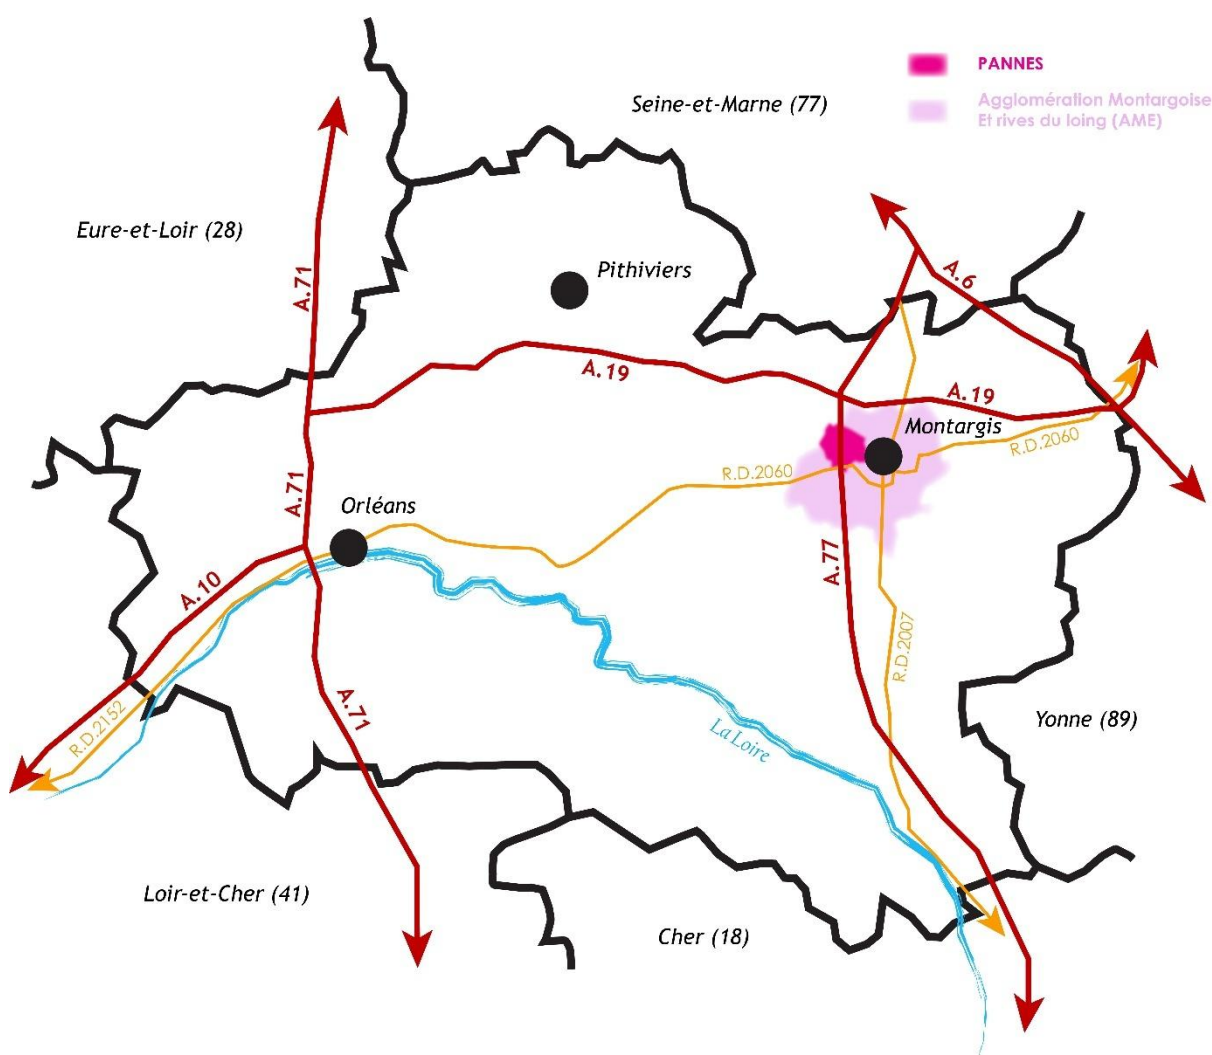 PANNES
Agglomération Montargoise
Et rives du loing (AME)
Seine-et-Marne (77)
Eure-et-Loir (28)
Pithiviers
A.6
A.71
A.19
A.19
Montargis
R.D.2060
R.D.2060
A.71
Orléans
A.77
A.10
R.D.2007
A.71
R.D.2152
La Loire
Yonne (89)
Loir-et-Cher (41)
Cher (18)